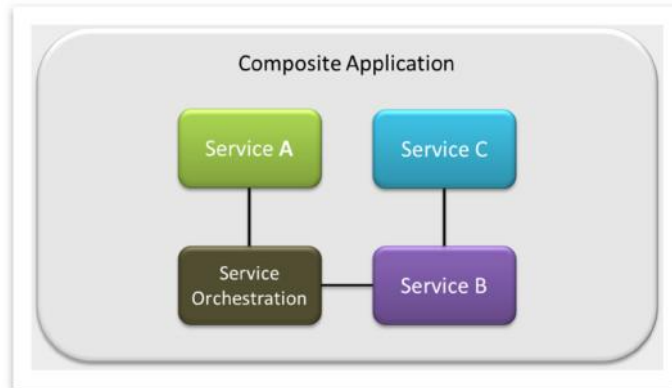 Composite Application
Service A
Service C
Service
Orchestration
Service B